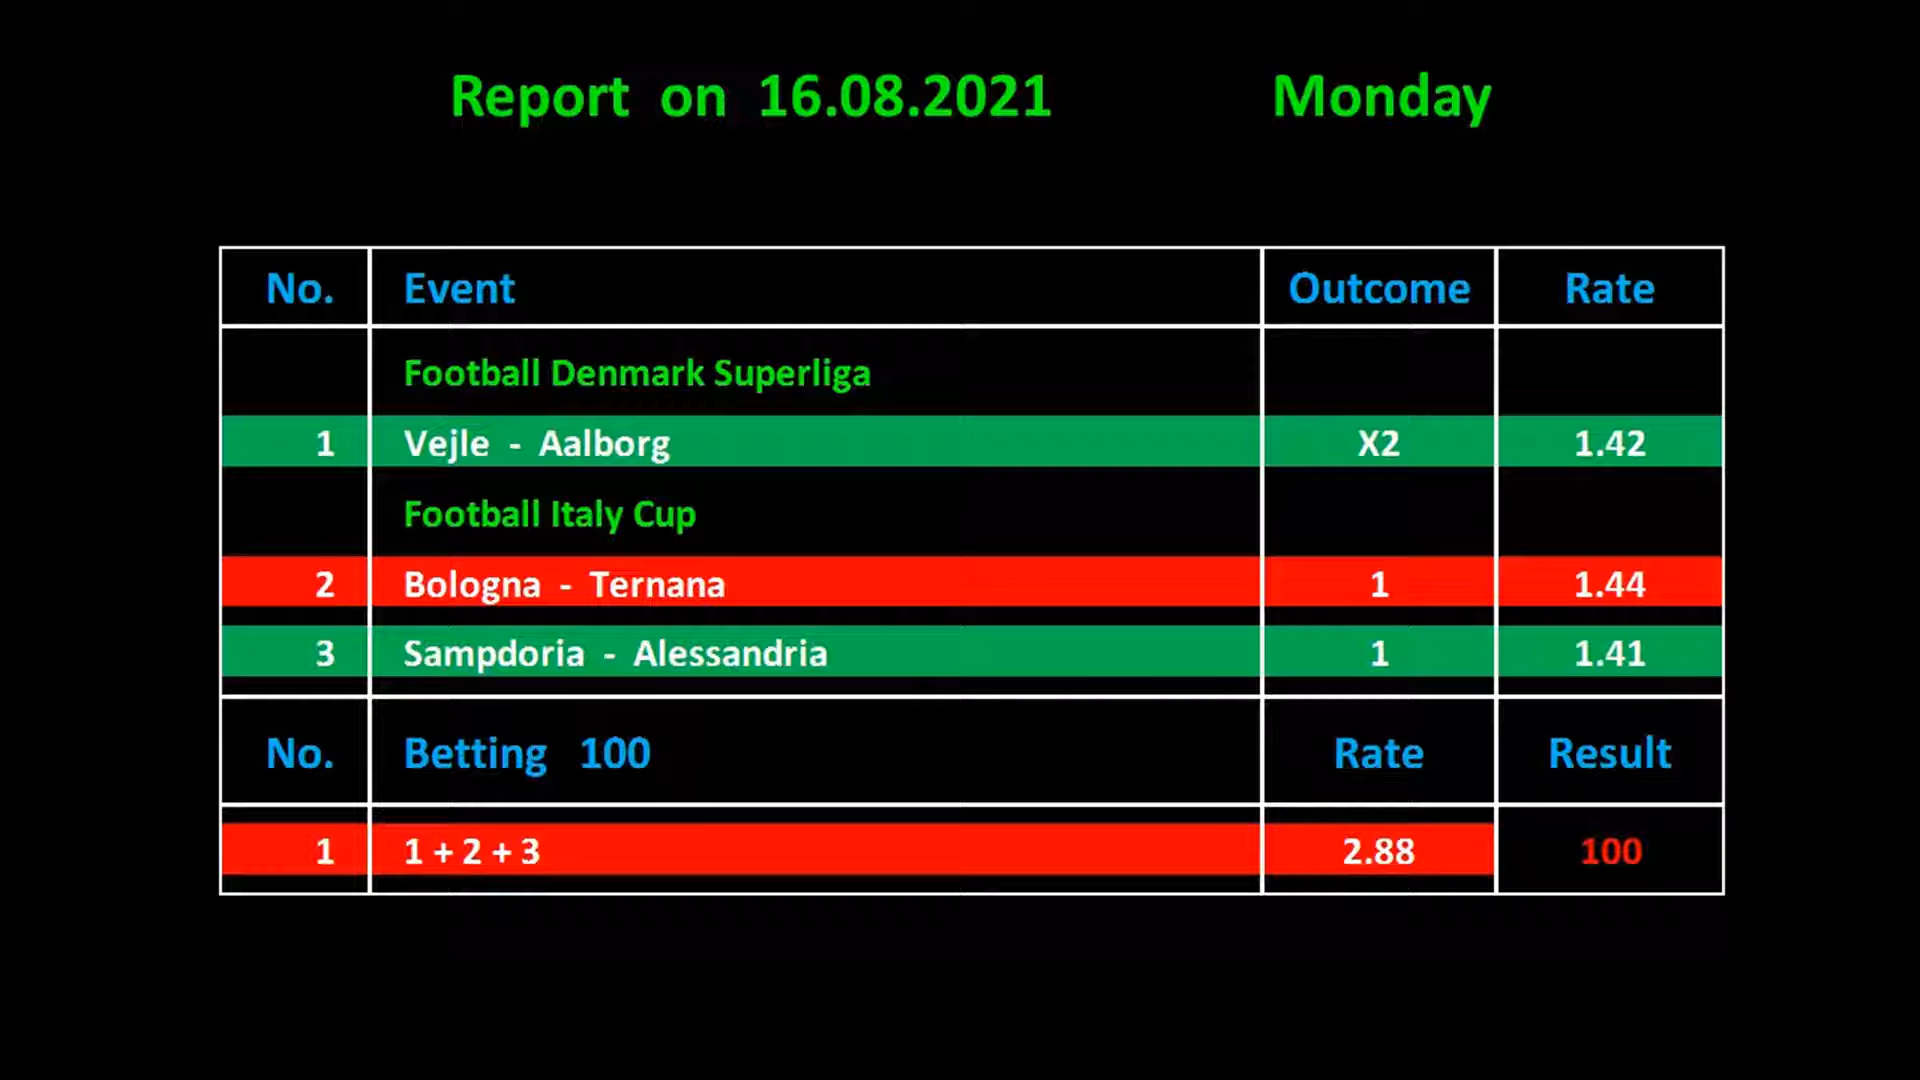 Report on 16.08.2021 Monday
No. Event Outcome Rate
Football Denmark Superliga
1 Vejle - Aalborg X2 1.42
Football Italy Cup
2 Bologna - Ternana 1 1.44
3 Sampdoria - Alessandria 1 1.41
No. Betting 100 Rate Result
1 1 + 2 + 3 2.88 100